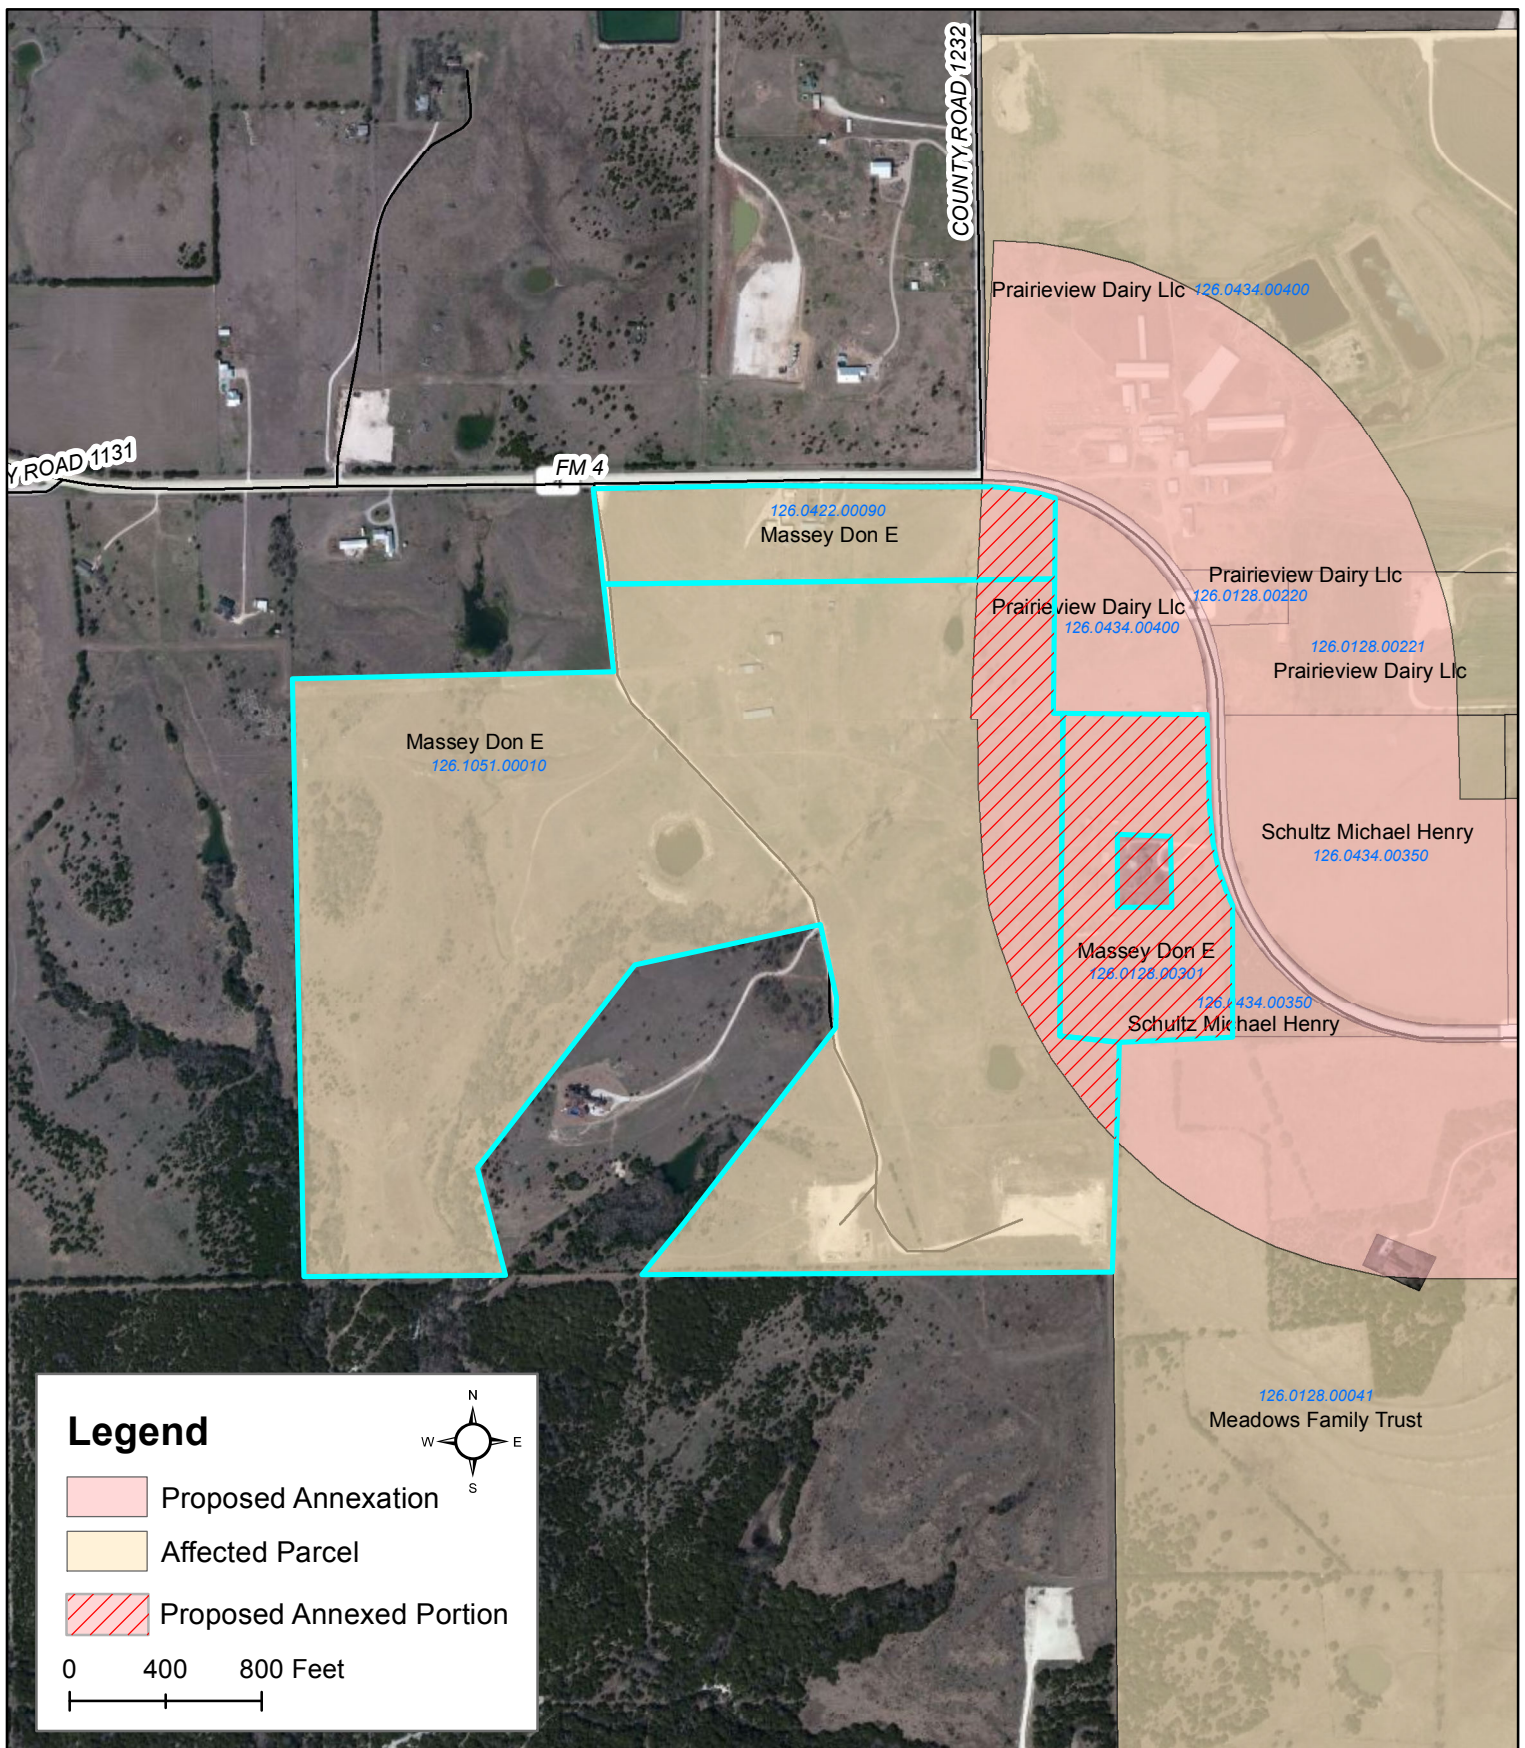 COUNTY ROAD 1232
Prairieview Dairy Llc 126.0434.00400
Y ROAD 1131
FM 4
126.0422.00090
Massey Don E
Prairieview Dairy Llc
126.0128.00220
Prairieview Dairy Llc
126.0434.00400
126.0128.00221
Prairieview Dairy Llc
Massey Don E
126.1051.00010
Schultz Michael Henry
126.0434.00350
Massey Don E
126.0128.00301
126.0434.00350
Schultz Michael Henry
126.0128.00041
Meadows Family Trust
Legend
N
W E
S
Proposed Annexation
Affected Parcel
Proposed Annexed Portion
0 400 800 Feet